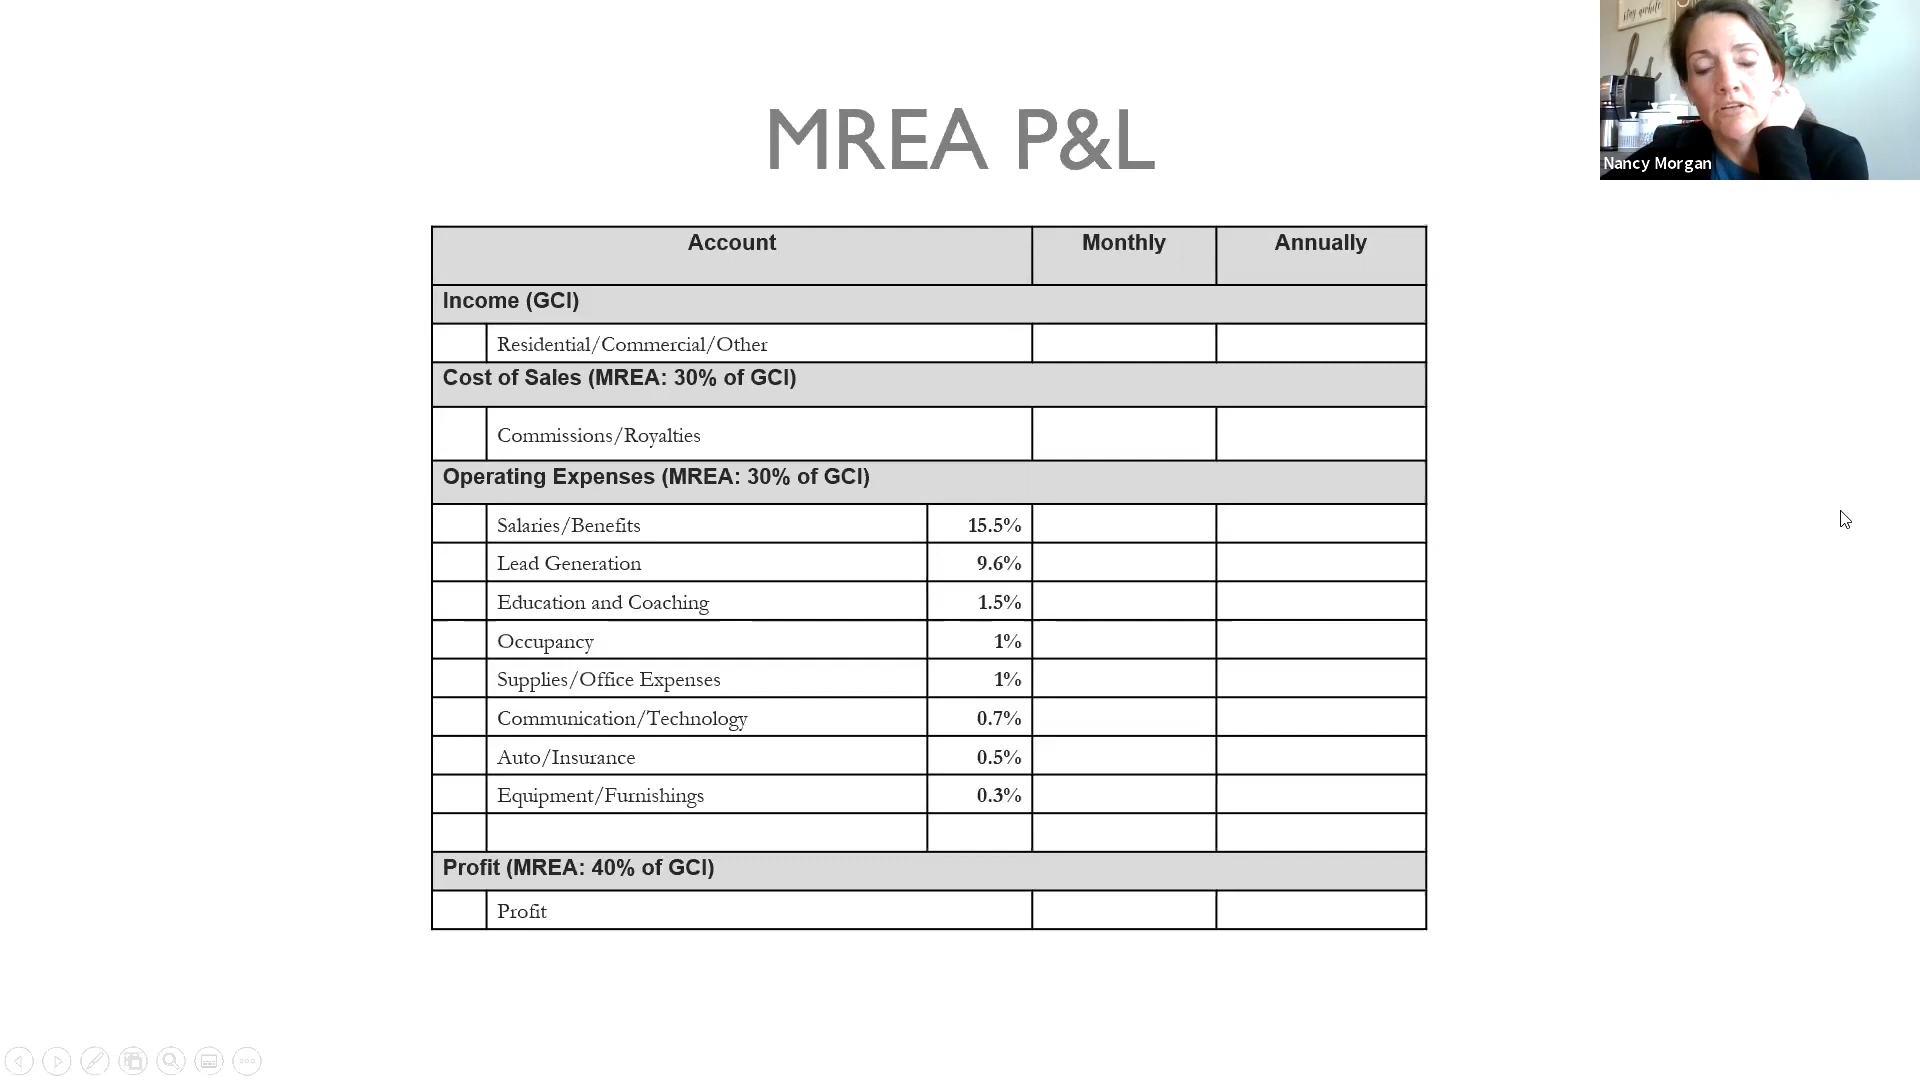 stay awhile
Nancy Morgan
MREA P&L
Account Monthly Annually
Income (GCI)
Residential/Commercial/Other
Cost of Sales (MREA: 30% of GCI)
Commissions/Royalties
Operating Expenses (MREA: 30% of GCI)
Salaries/Benefits 15.5%
Lead Generation 9.6%
Education and Coaching 1.5%
Occupancy 1%
Supplies/Office Expenses 1%
Communication/Technology 0.7%
Auto/Insurance 0.5%
Equipment/Furnishings 0.3%
Profit (MREA: 40% of GCI)
Profit